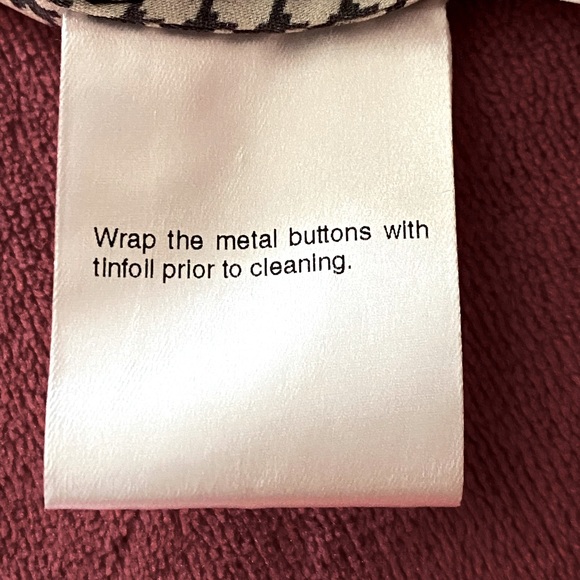 Wrap the metal buttons with
tinfoil prior to cleaning.